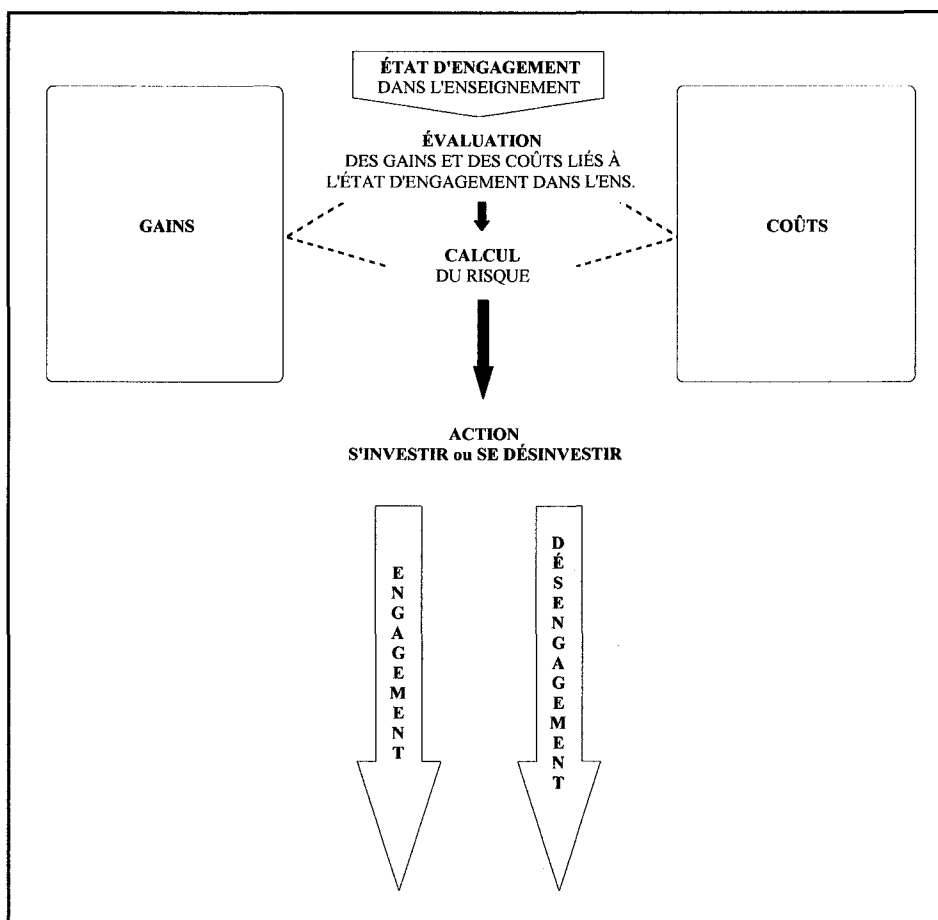 ÉTAT D'ENGAGEMENT
DANS L'ENSEIGNEMENT
ÉVALUATION
DES GAINS ET DES COÛTS LIÉS À
L'ÉTAT D'ENGAGEMENT DANS L'ENS.
GAINS
COÛTS
CALCUL
DU RISQUE
ACTION
S'INVESTIR ou SE DÉSINVESTIR
ENGAGEMENT
DÉSENGAGEMENT